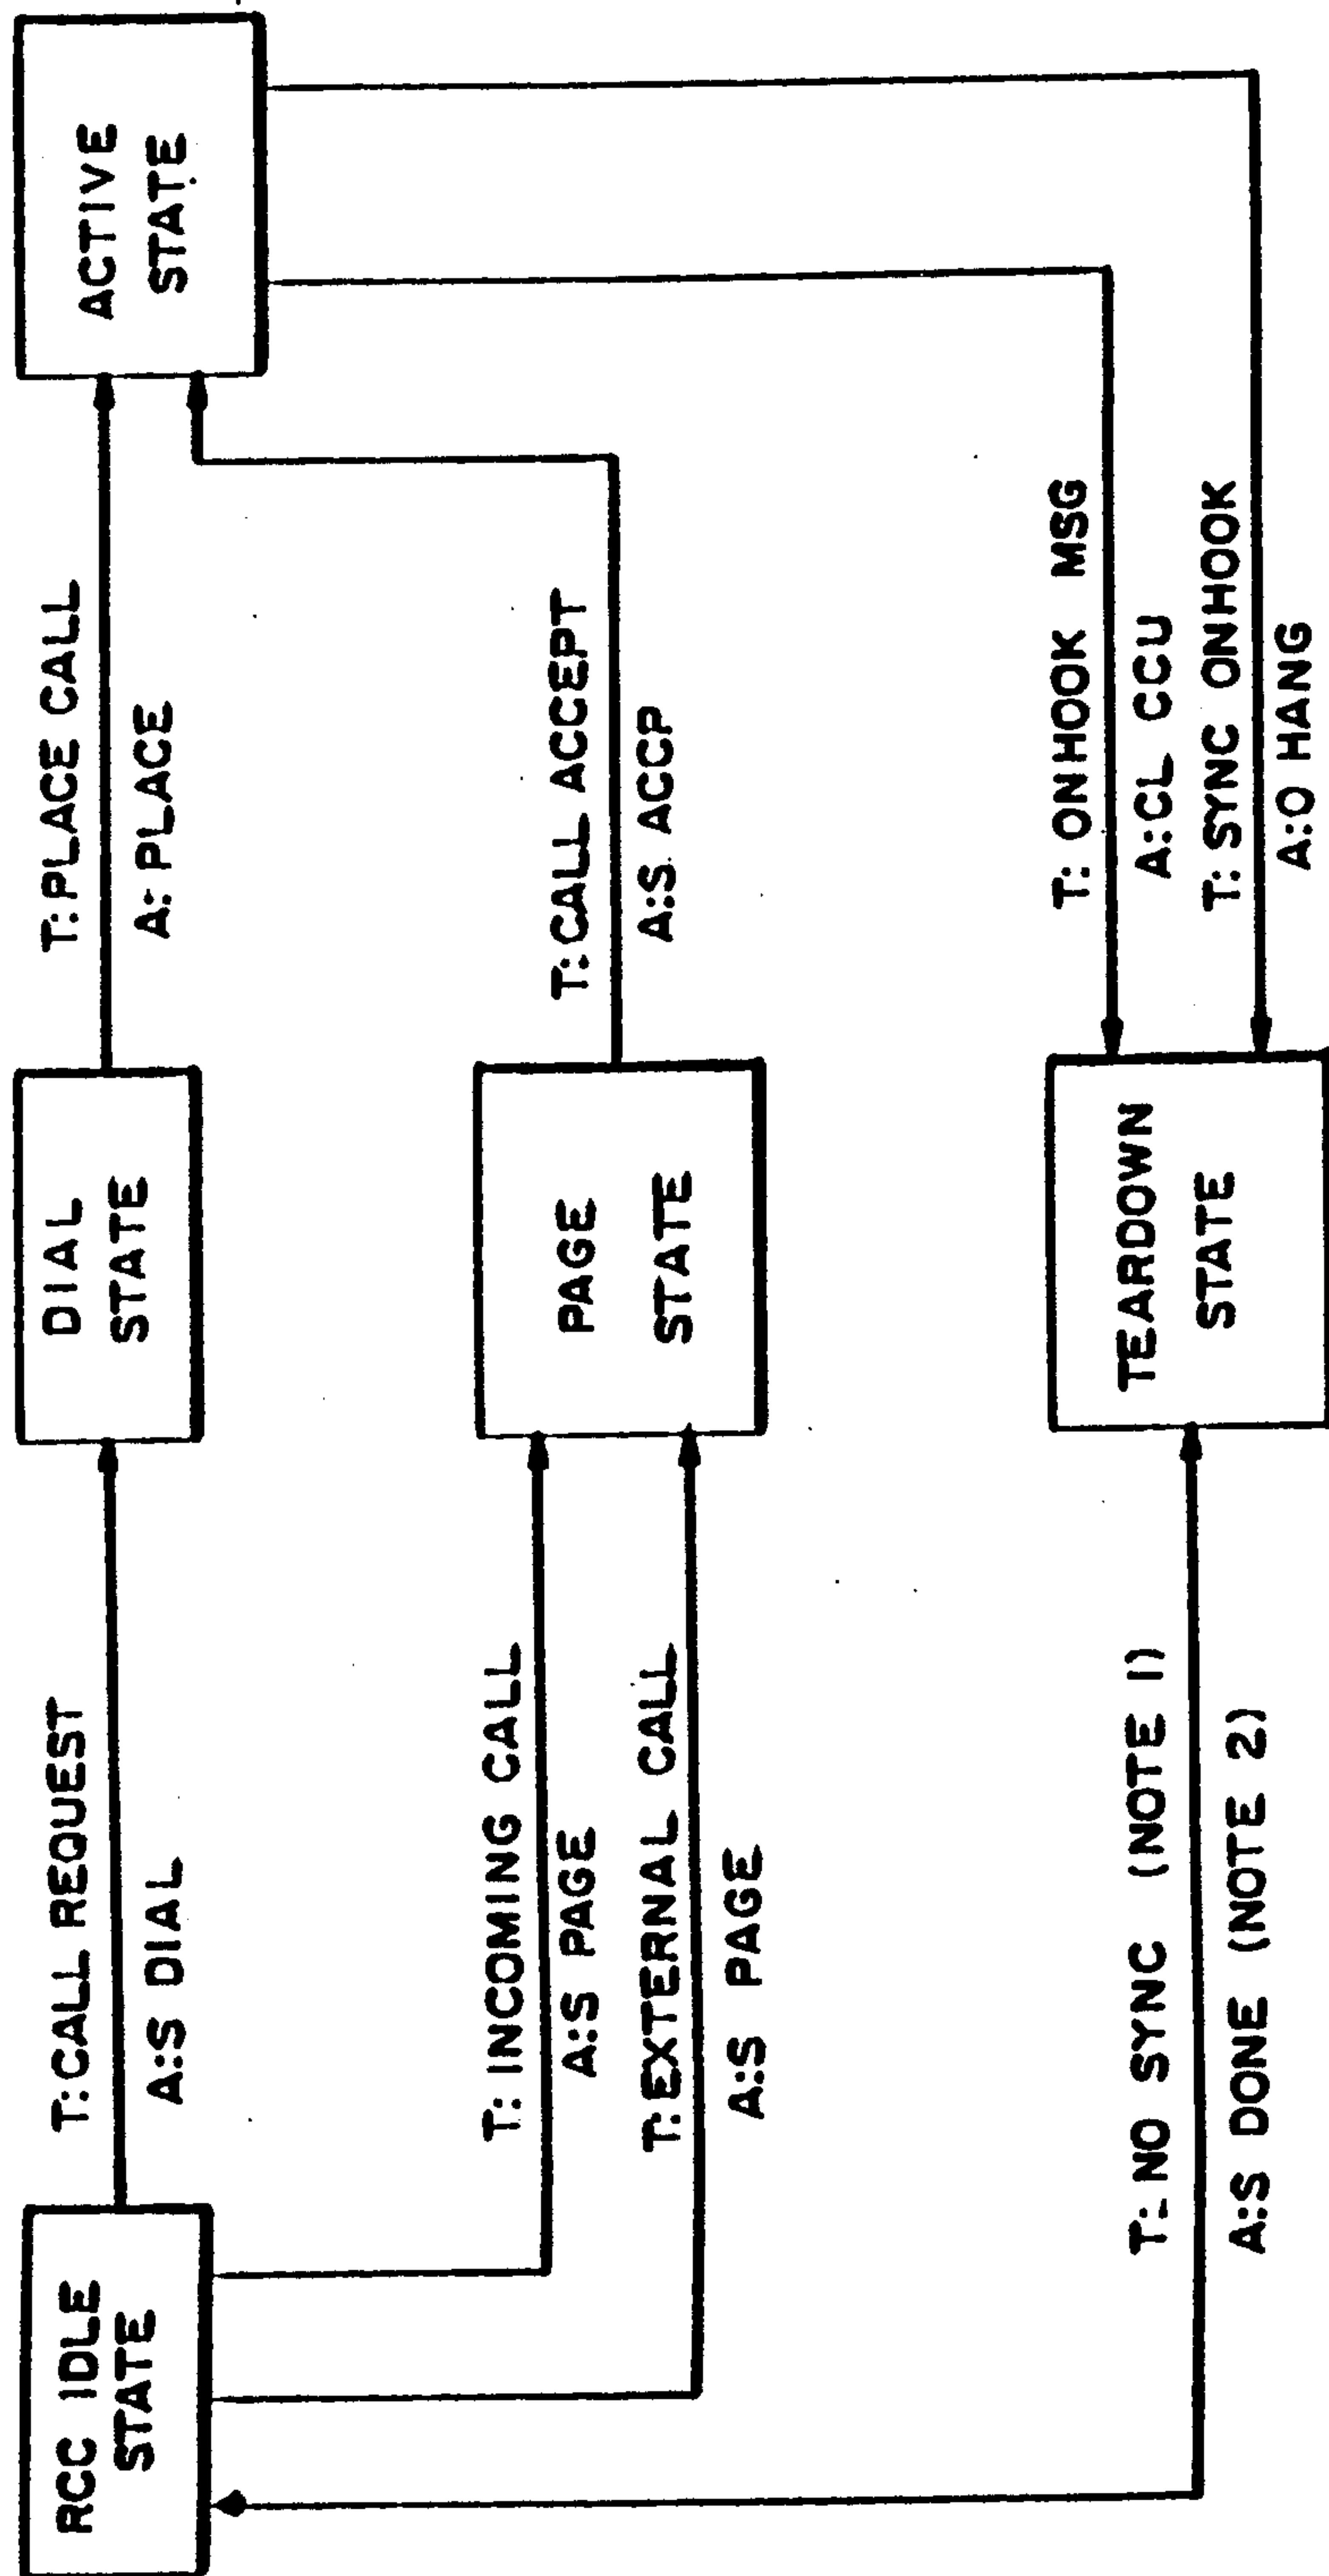 RCC IDLE
STATE
T:CALL REQUEST
A:S DIAL
DIAL
STATE
T:PLACE CALL
A:PLACE
ACTIVE
STATE
T:INCOMING CALL
A:S PAGE
T:EXTERNAL CALL
A:S PAGE
PAGE
STATE
T:CALL ACCEPT
A:S ACCP
T:NO SYNC (NOTE 1)
A:S DONE (NOTE 2)
TEARDOWN
STATE
T: ONHOOK MSG
A:CL CCU
T: SYNC ONHOOK
A:O HANG